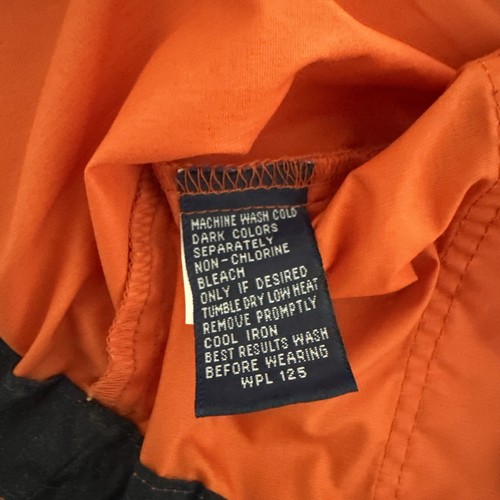 MACHINE WASH COLD
DARK COLORS
SEPARATELY
NON-CHLORINE
BLEACH
ONLY IF DESIRED
TUMBLE DRY LOW HEAT
REMOVE PROMPTLY
COOL IRON
BEST RESULTS WASH
BEFORE WEARING
WPL 125